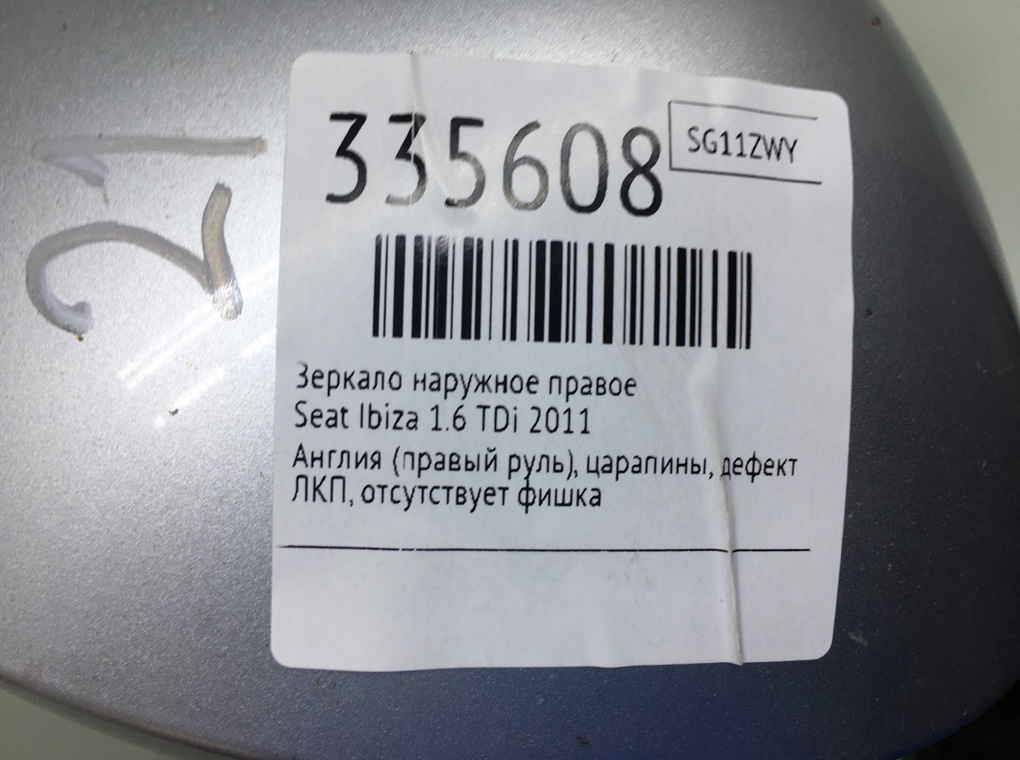 335608
SG11ZWY
Зеркало наружное правое
Seat Ibiza 1.6 TDi 2011
Англия (правый руль), царапины, дефект
ЛКП, отсутствует фишка
21